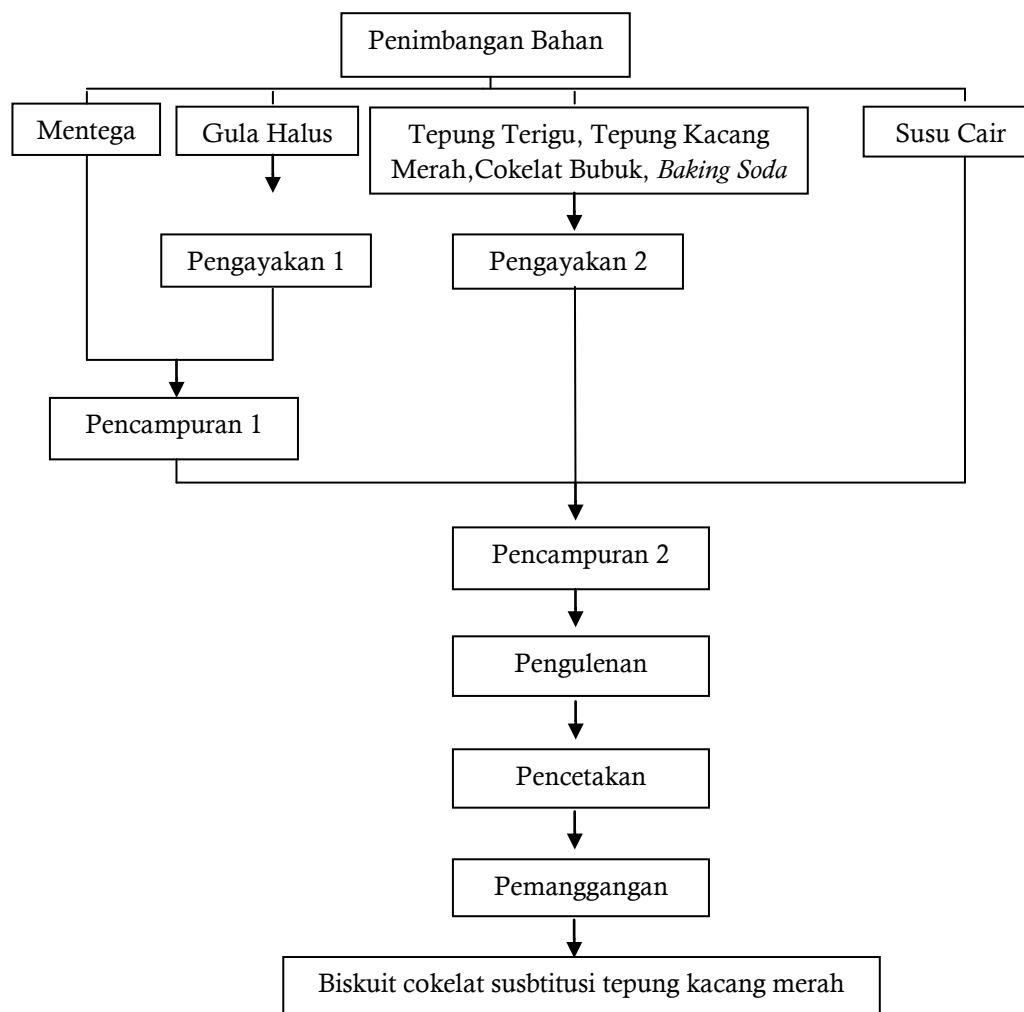 Penimbangan Bahan
Mentega
Gula Halus
Tepung Terigu, Tepung Kacang
Merah,Cokelat Bubuk, Baking Soda
Susu Cair
Pengayakan 1
Pengayakan 2
Pencampuran 1
Pencampuran 2
Pengulenan
Pencetakan
Pemanggangan
Biskuit cokelat susbtitusi tepung kacang merah